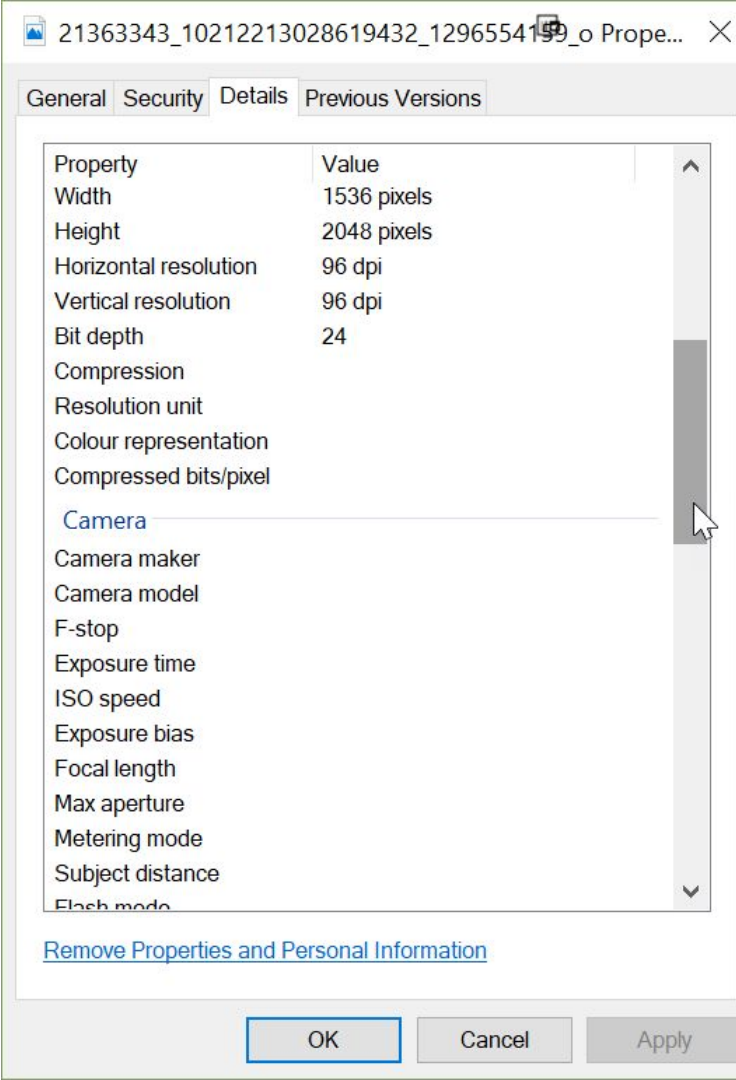 21363343_10212213028619432_1296554159_o Prope...
General Security Details Previous Versions
Property Value
Width 1536 pixels
Height 2048 pixels
Horizontal resolution 96 dpi
Vertical resolution 96 dpi
Bit depth 24
Compression
Resolution unit
Colour representation
Compressed bits/pixel
Camera
Camera maker
Camera model
F-stop
Exposure time
ISO speed
Exposure bias
Focal length
Max aperture
Metering mode
Subject distance
Flash mode
Remove Properties and Personal Information
OK Cancel Apply